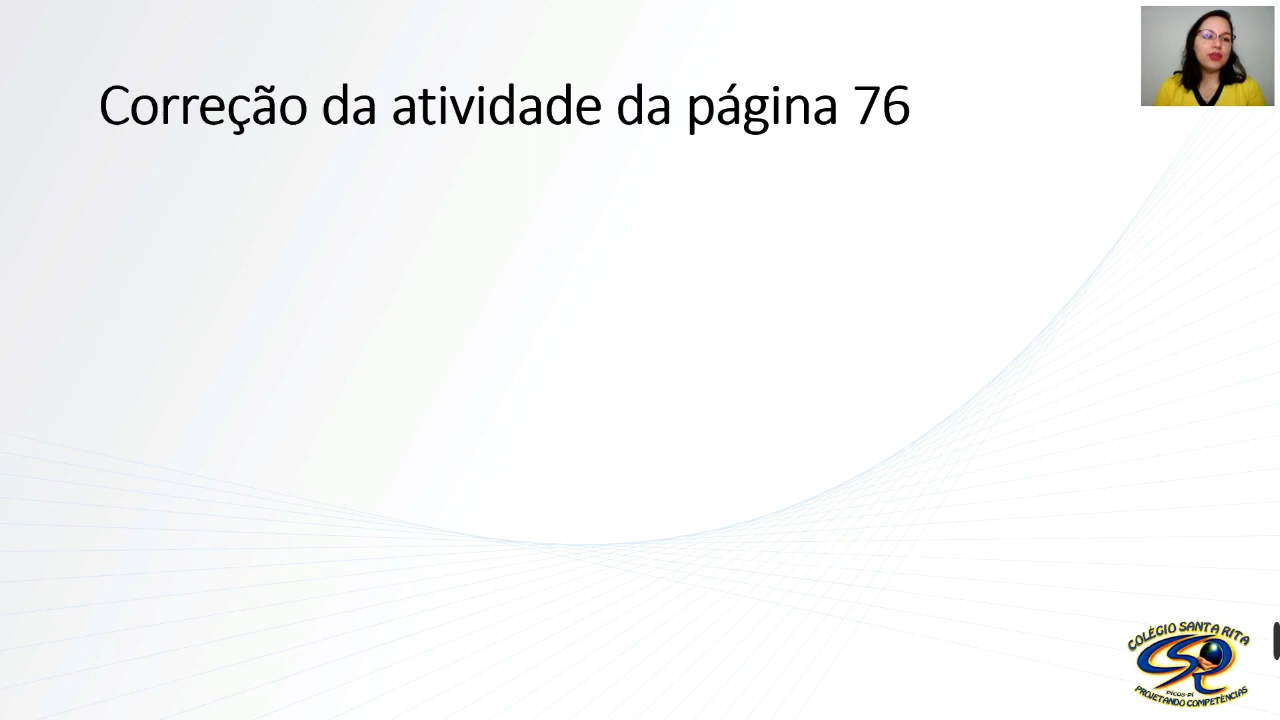 Correção da atividade da página 76
COLÉGIO SANTA RITA
PICOS-PI
PROJETANDO COMPETÊNCIAS